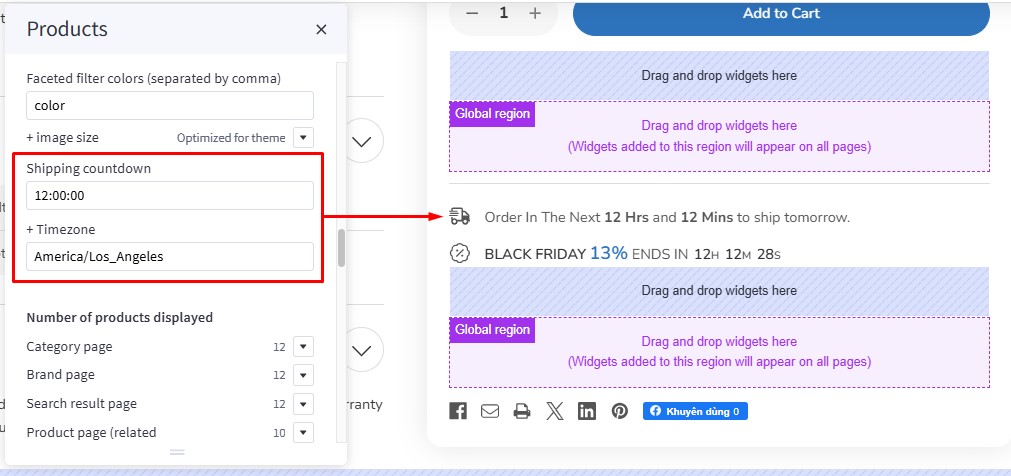 Products
Faceted filter colors (separated by comma)
color
+ image size Optimized for theme
Shipping countdown
12:00:00
+ Timezone
America/Los_Angeles
Number of products displayed
Category page 12
Brand page 12
Search result page 12
Product page (related 10
ranty
− 1 +
Add to Cart
Drag and drop widgets here
Global region
Drag and drop widgets here
(Widgets added to this region will appear on all pages)
Order In The Next 12 Hrs and 12 Mins to ship tomorrow.
BLACK FRIDAY 13% ENDS IN 12H 12M 28S
Drag and drop widgets here
Global region
Drag and drop widgets here
(Widgets added to this region will appear on all pages)
Khuyên dùng 0